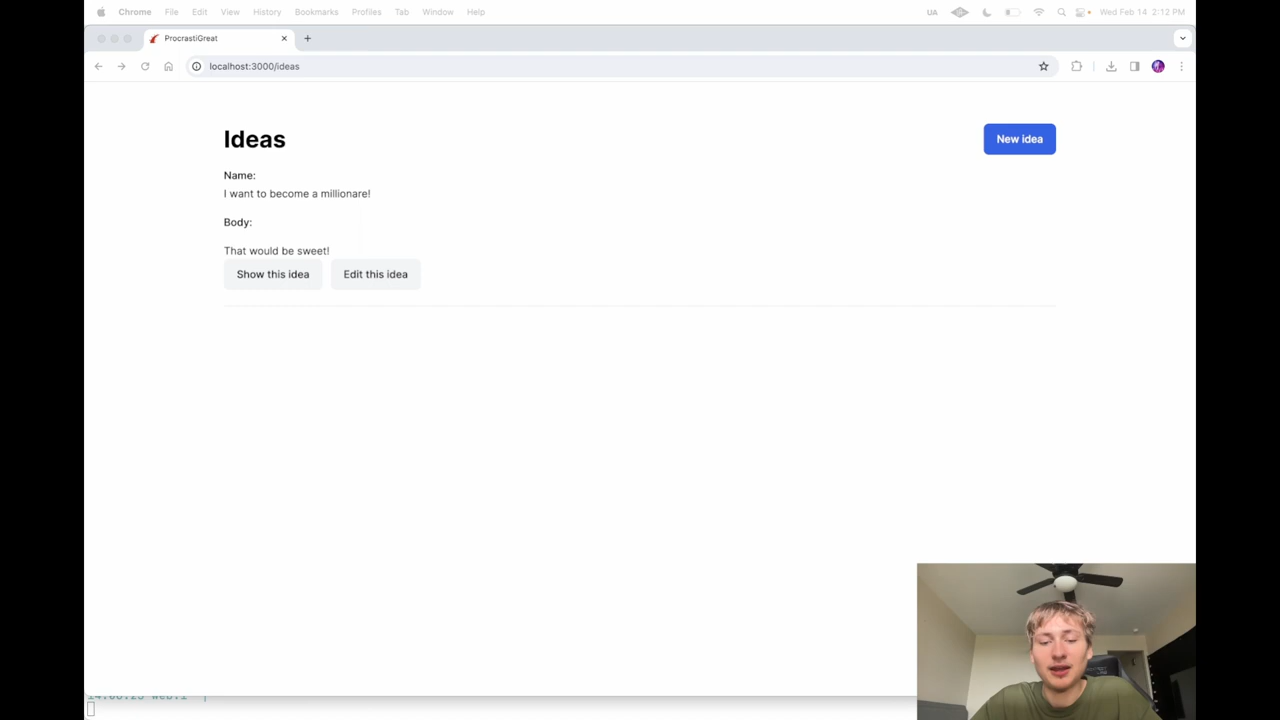 Chrome File Edit View History Bookmarks Profiles Tab Window Help UA Wed Feb 14 2:12 PM
ProcrastiGreat
localhost:3000/ideas
Ideas
New idea
Name:
I want to become a millionare!
Body:
That would be sweet!
Show this idea Edit this idea